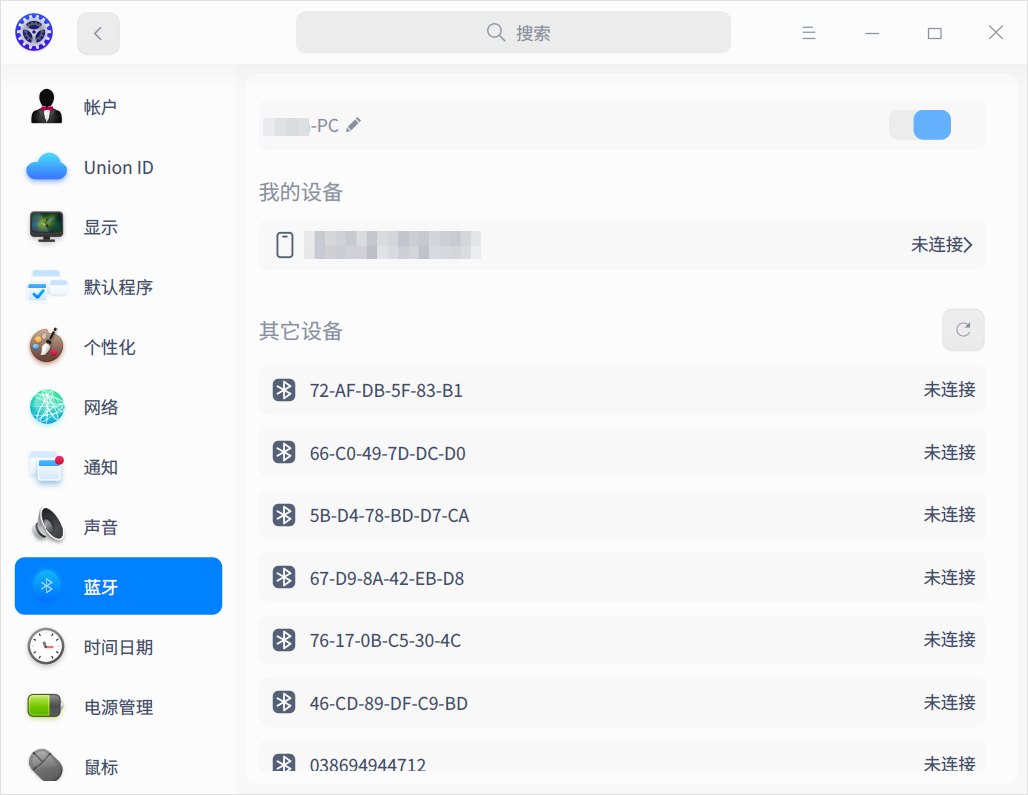 搜索
帐户
Union ID
显示
默认程序
个性化
网络
通知
声音
蓝牙
时间日期
电源管理
鼠标
-PC
我的设备
未连接
其它设备
72-AF-DB-5F-83-B1 未连接
66-C0-49-7D-DC-D0 未连接
5B-D4-78-BD-D7-CA 未连接
67-D9-8A-42-EB-D8 未连接
76-17-0B-C5-30-4C 未连接
46-CD-89-DF-C9-BD 未连接
038694944712 未连接